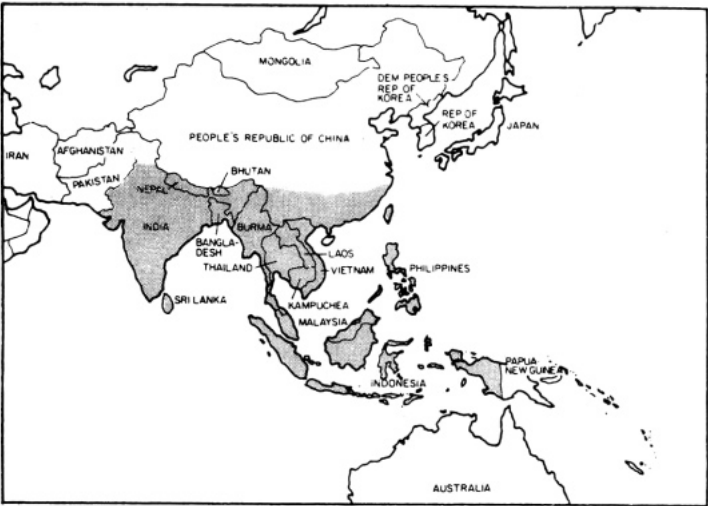 MONGOLIA
DEM PEOPLE'S
REP OF
KOREA
REP OF
KOREA
JAPAN
PEOPLE'S REPUBLIC OF CHINA
IRAN
AFGHANISTAN
PAKISTAN
NEPAL
BHUTAN
INDIA
BANGLA-
DESH
BURMA
LAOS
THAILAND
VIETNAM
PHILIPPINES
KAMPUCHEA
SRI LANKA
MALAYSIA
INDONESIA
PAPUA
NEW GUINEA
AUSTRALIA